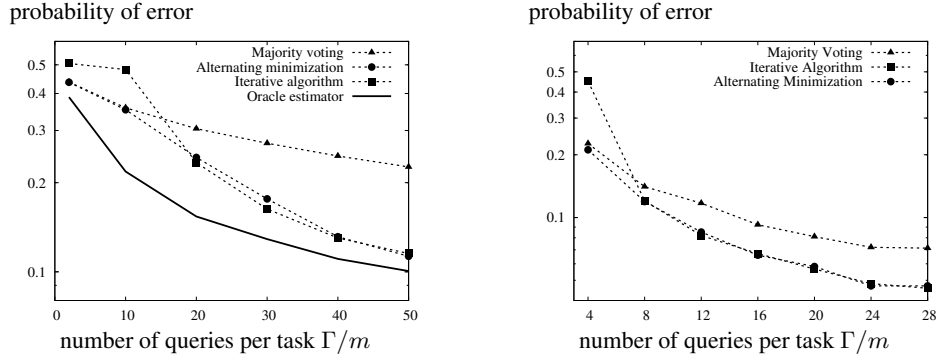 probability of error
0.5
0.4
0.3
0.2
0.1
Majority voting
Alternating minimization
Iterative algorithm
Oracle estimator
0 10 20 30 40 50
number of queries per task Γ/m
probability of error
0.5
0.4
0.3
0.2
0.1
Majority Voting
Iterative Algorithm
Alternating Minimization
4 8 12 16 20 24 28
number of queries per task Γ/m